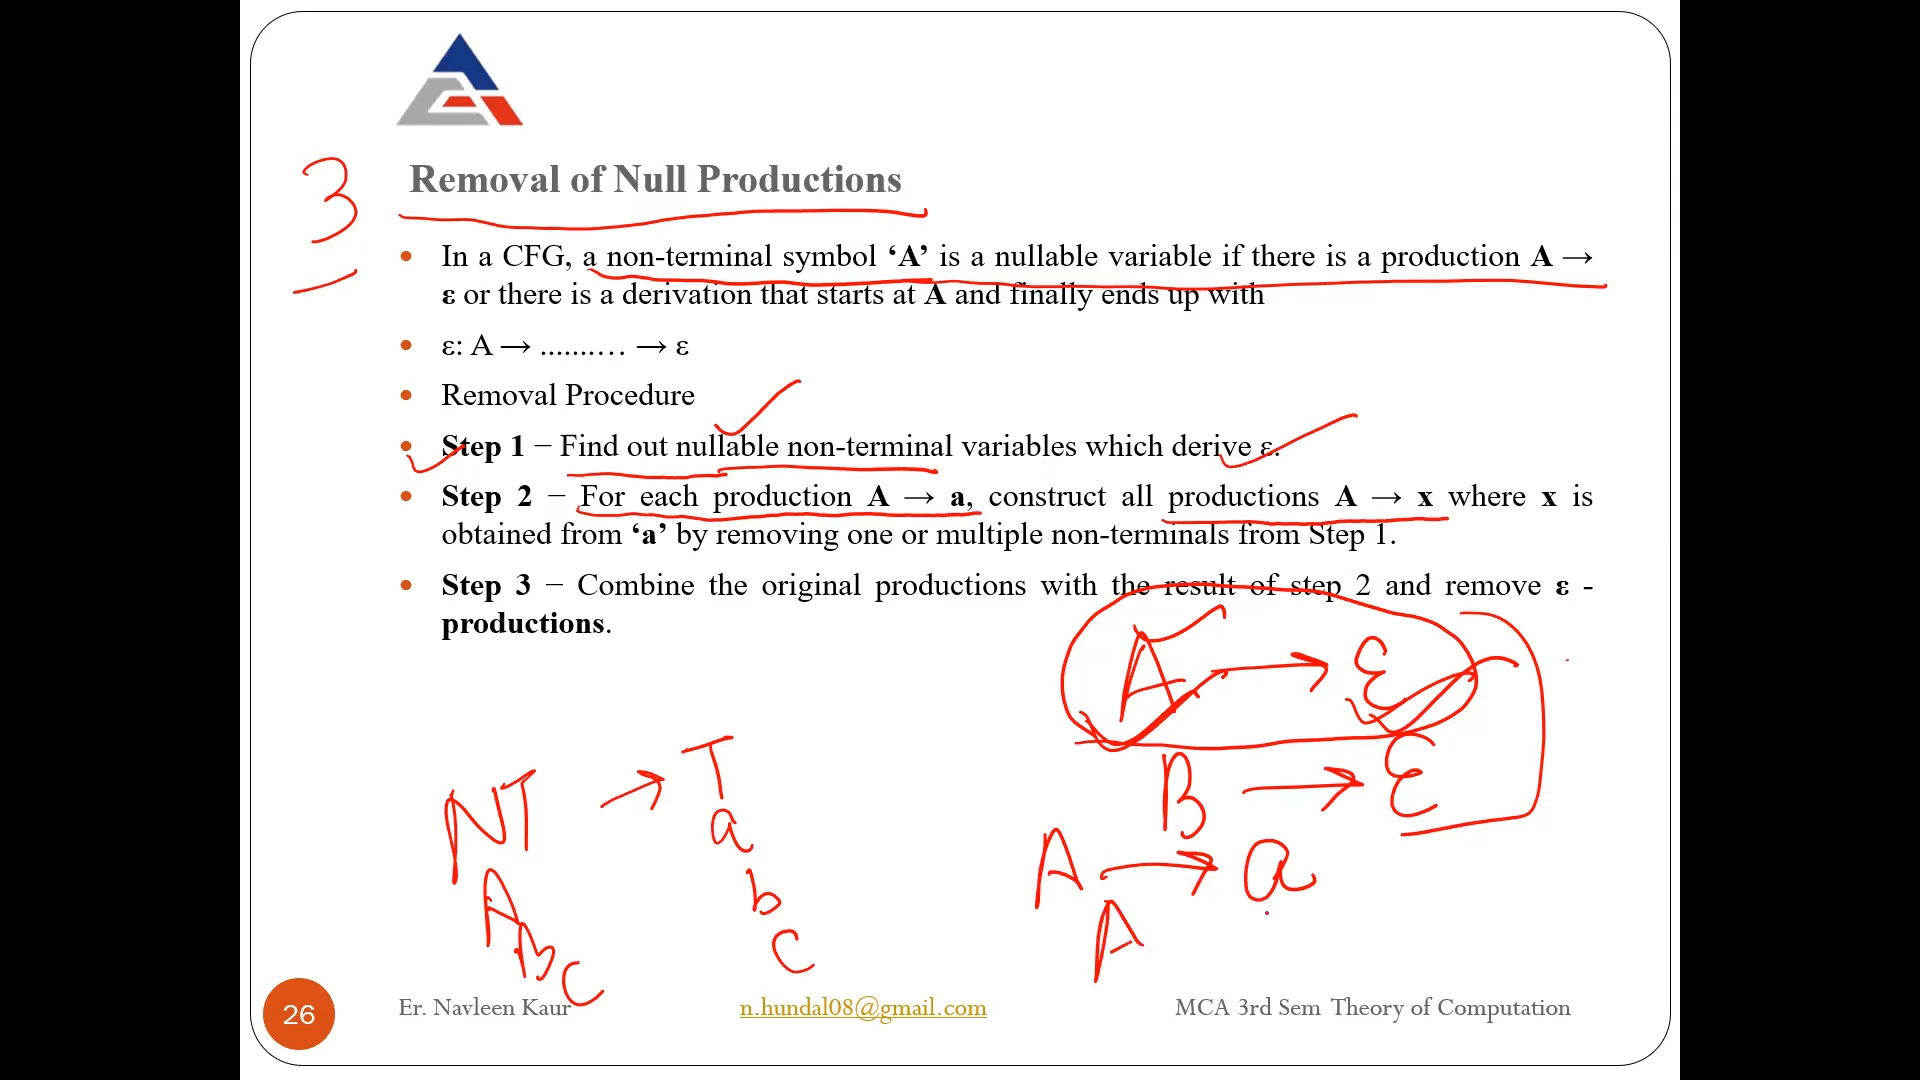 3
Removal of Null Productions
• In a CFG, a non-terminal symbol ‘A’ is a nullable variable if there is a production A →
ε or there is a derivation that starts at A and finally ends up with
• ε: A → .......… → ε
• Removal Procedure
• Step 1 − Find out nullable non-terminal variables which derive ε.
• Step 2 − For each production A → a, construct all productions A → x where x is
obtained from ‘a’ by removing one or multiple non-terminals from Step 1.
• Step 3 − Combine the original productions with the result of step 2 and remove ε -
productions.
A → ε
B → ε
A → a
A
NT → T
a
b
c
A
B
C
26
Er. Navleen Kaur
n.hundal08@gmail.com
MCA 3rd Sem Theory of Computation